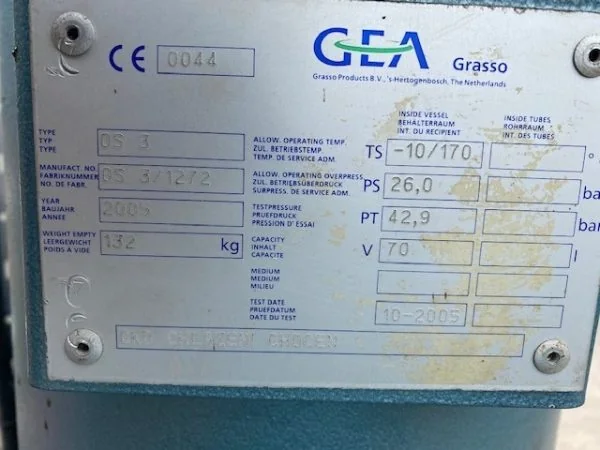 CE 0044
GEA Grasso
Grasso Products B.V., 's-Hertogenbosch, The Netherlands
INSIDE VESSEL
BEHÄLTERRAUM
INT. DU RECIPIENT
INSIDE TUBES
ROHRRAUM
INT. DU TUBES
TYPE
TYP
TYPE
OS 3
ALLOW. OPERATING TEMP.
ZUL. BETRIEBSTEMP.
TEMP. DE SERVICE ADM.
TS -10/170 °
MANUFACT. NO.
FABRIKNUMMER
NO. DE FABR.
OS 3/12/2
ALLOW. OPERATING OVERPRESS.
ZUL. BETRIEBSÜBERDRUCK
SURPRESS. DE SERVICE ADM.
PS 26,0 ba
YEAR
BAUJAHR
ANNEE
2005
TESTPRESSURE
PRUEFDRUCK
PRESSION D'ESSAI
PT 42,9 bar
WEIGHT EMPTY
LEERGEWICHT
POIDS A VIDE
132 kg
CAPACITY
INHALT
CAPACITE
V 70 l
MEDIUM
MEDIUM
MILIEU
TEST DATE
PRUEFDATUM
DATE DU TEST
10-2005